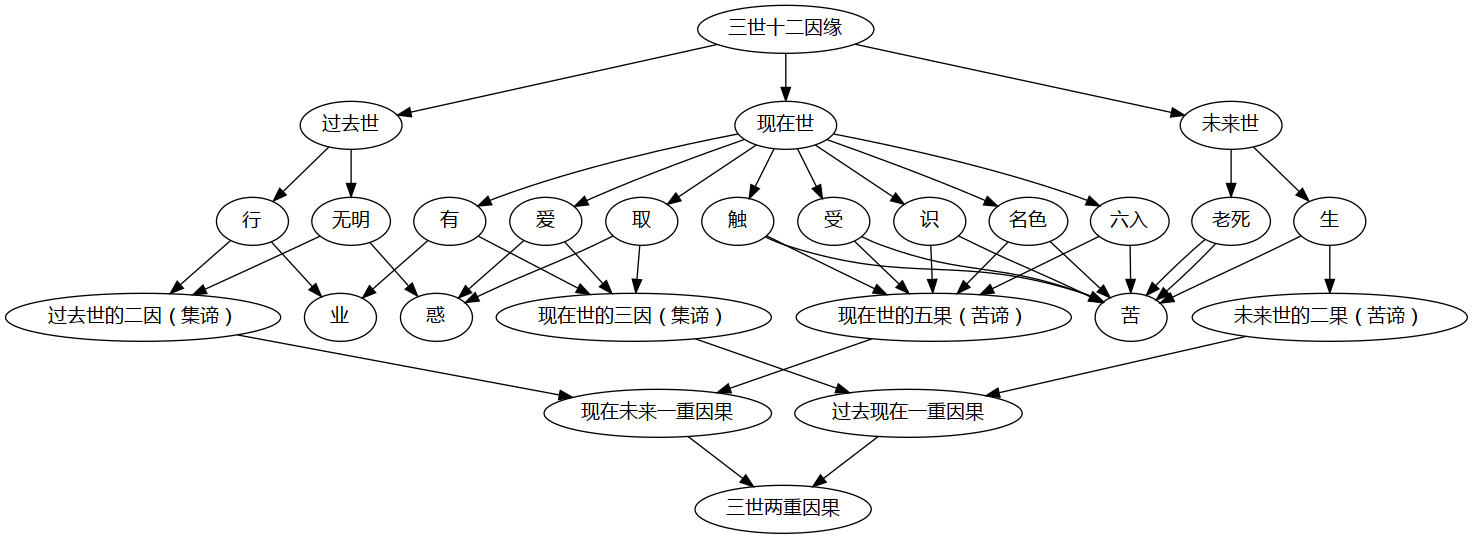 三世十二因缘
过去世
现在世
未来世
行
无明
有
爱
取
触
受
识
名色
六入
老死
生
过去世的二因（集谛）
业
惑
现在世的三因（集谛）
现在世的五果（苦谛）
苦
未来世的二果（苦谛）
现在未来一重因果
过去现在一重因果
三世两重因果